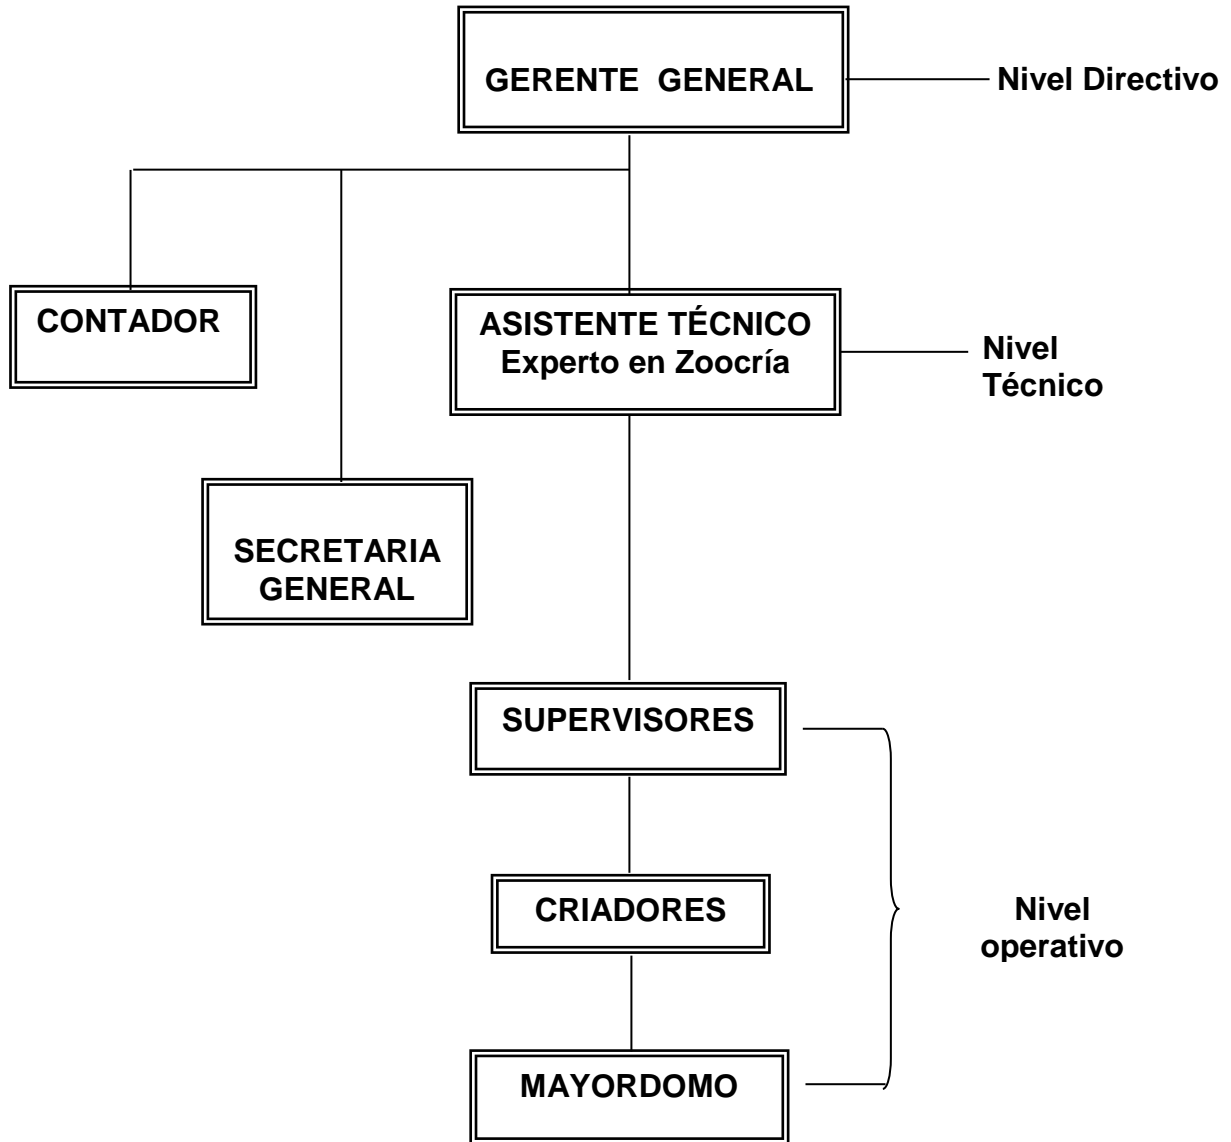 GERENTE GENERAL
Nivel Directivo
CONTADOR
ASISTENTE TÉCNICO
Experto en Zoocría
Nivel
Técnico
SECRETARIA
GENERAL
SUPERVISORES
CRIADORES
Nivel
operativo
MAYORDOMO